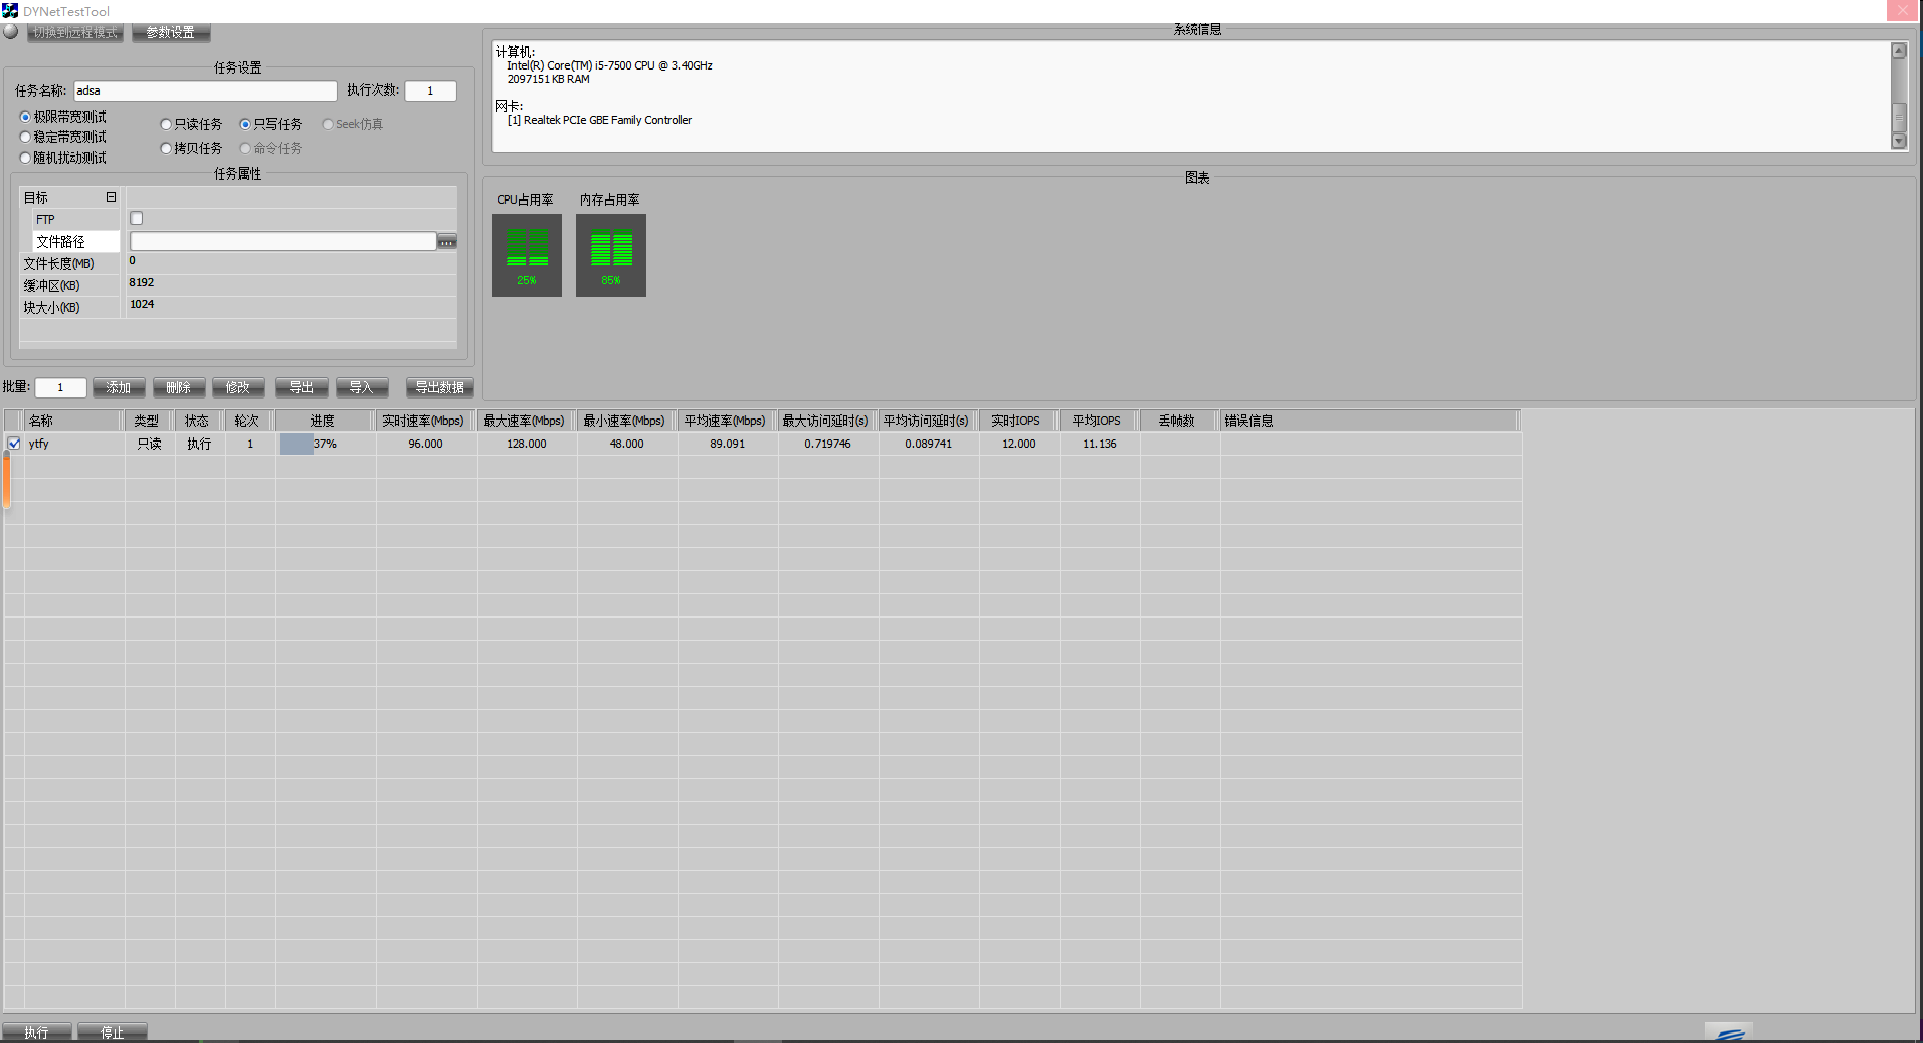 DYNetTestTool
切换到远程模式 参数设置
任务设置
任务名称: adsa 执行次数: 1
极限带宽测试
稳定带宽测试
随机扰动测试
只读任务 只写任务 Seek仿真
拷贝任务 命令任务
任务属性
目标
FTP
文件路径 ...
文件长度(MB) 0
缓冲区(KB) 8192
块大小(KB) 1024
批量: 1 添加 删除 修改 导出 导入 导出数据
系统信息
计算机:
Intel(R) Core(TM) i5-7500 CPU @ 3.40GHz
2097151 KB RAM
网卡:
[1] Realtek PCIe GBE Family Controller
图表
CPU占用率 内存占用率
25% 85%
名称 类型 状态 轮次 进度 实时速率(Mbps) 最大速率(Mbps) 最小速率(Mbps) 平均速率(Mbps) 最大访问延时(s) 平均访问延时(s) 实时IOPS 平均IOPS 丢帧数 错误信息
ytfy 只读 执行 1 37% 96.000 128.000 48.000 89.091 0.719746 0.089741 12.000 11.136
执行 停止